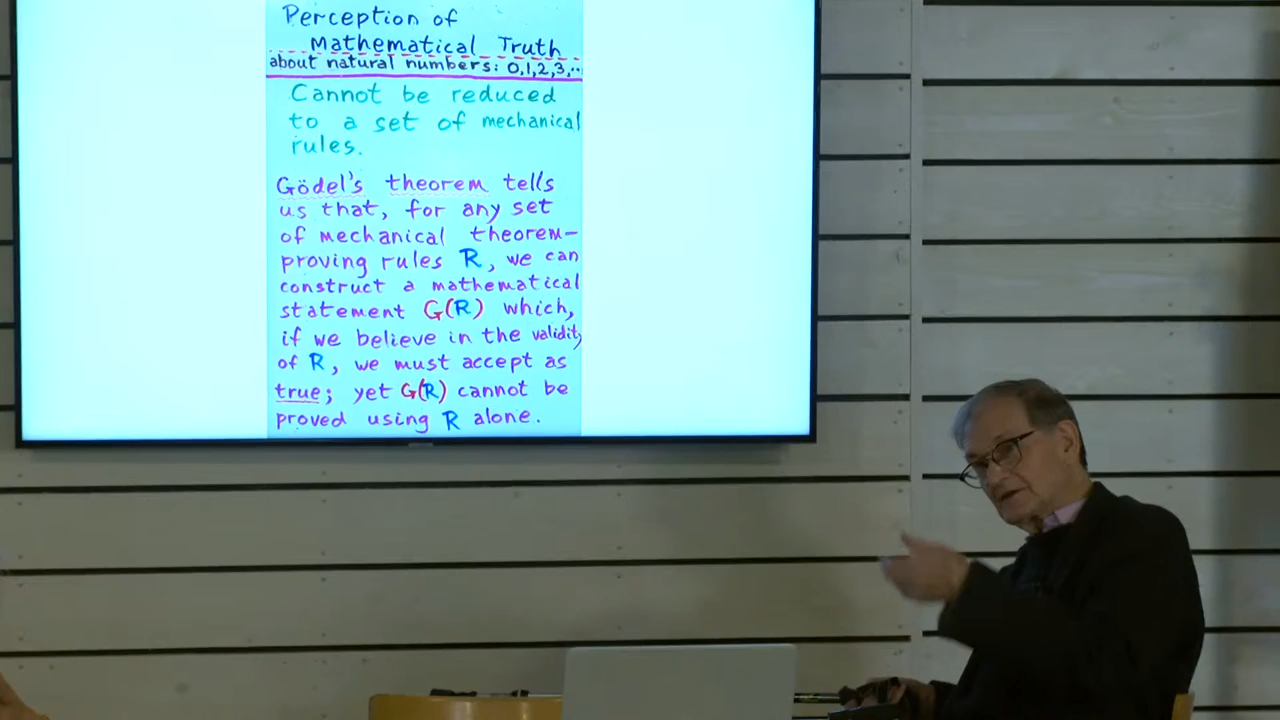 Perception of
Mathematical Truth
about natural numbers: 0,1,2,3,..
Cannot be reduced
to a set of mechanical
rules.
Gödel's theorem tells
us that, for any set
of mechanical theorem-
proving rules R, we can
construct a mathematical
statement G(R) which,
if we believe in the validity
of R, we must accept as
true; yet G(R) cannot be
proved using R alone.